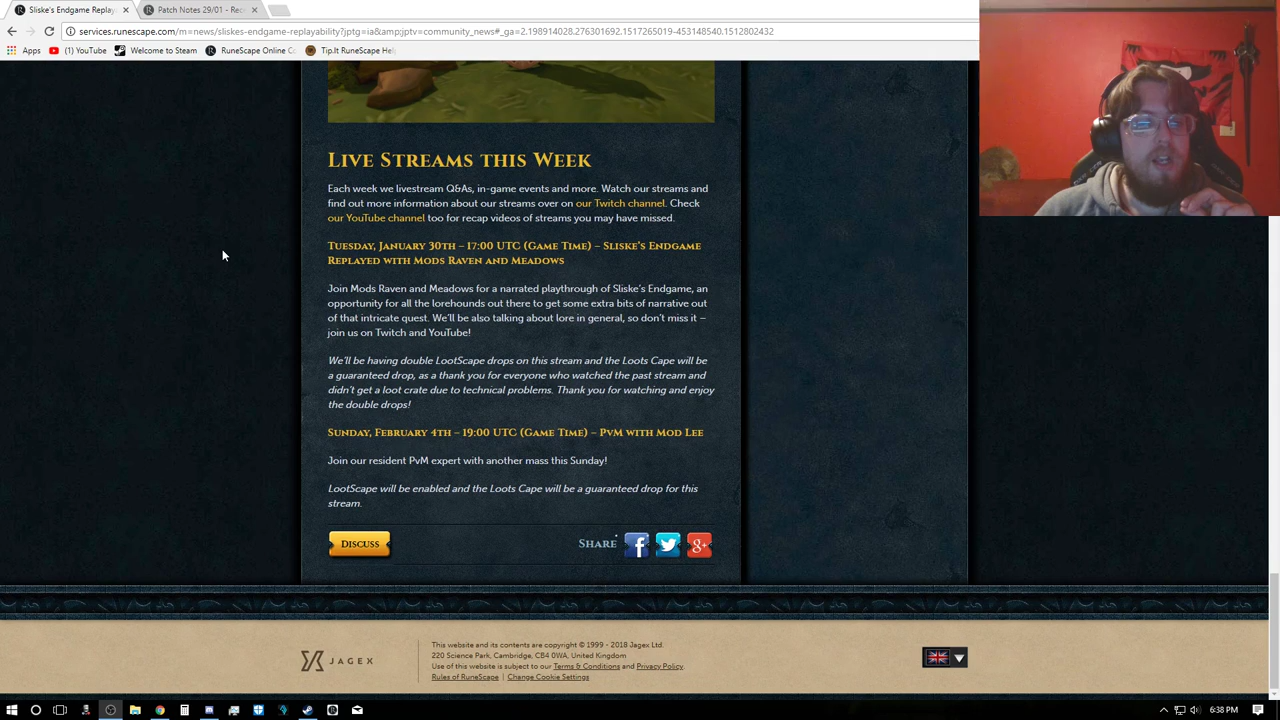 Sliske's Endgame Replay
Patch Notes 29/01 - Rec
services.runescape.com/m=news/sliskes-endgame-replayability?jptg=ia&amp;jptv=community_news#_ga=2.198914028.276301692.1517265019-453148540.1512802432
Apps (1) YouTube Welcome to Steam RuneScape Online Co Tip.It RuneScape Hel
Live Streams this Week
Each week we livestream Q&As, in-game events and more. Watch our streams and
find out more information about our streams over on our Twitch channel. Check
our YouTube channel too for recap videos of streams you may have missed.
Tuesday, January 30th – 17:00 UTC (Game Time) – Sliske's Endgame
Replayed with Mods Raven and Meadows
Join Mods Raven and Meadows for a narrated playthrough of Sliske's Endgame, an
opportunity for all the lorehounds out there to get some extra bits of narrative out
of that intricate quest. We'll be also talking about lore in general, so don't miss it –
join us on Twitch and YouTube!
We'll be having double LootScape drops on this stream and the Loots Cape will be
a guaranteed drop, as a thank you for everyone who watched the past stream and
didn't get a loot crate due to technical problems. Thank you for watching and enjoy
the double drops!
Sunday, February 4th – 19:00 UTC (Game Time) – PvM with Mod Lee
Join our resident PvM expert with another mass this Sunday!
LootScape will be enabled and the Loots Cape will be a guaranteed drop for this
stream.
Discuss
Share
JAGEX
This website and its contents are copyright © 1999 - 2018 Jagex Ltd.
220 Science Park, Cambridge, CB4 0WA, United Kingdom
Use of this website is subject to our Terms & Conditions and Privacy Policy.
Rules of RuneScape | Change Cookie Settings
6:38 PM